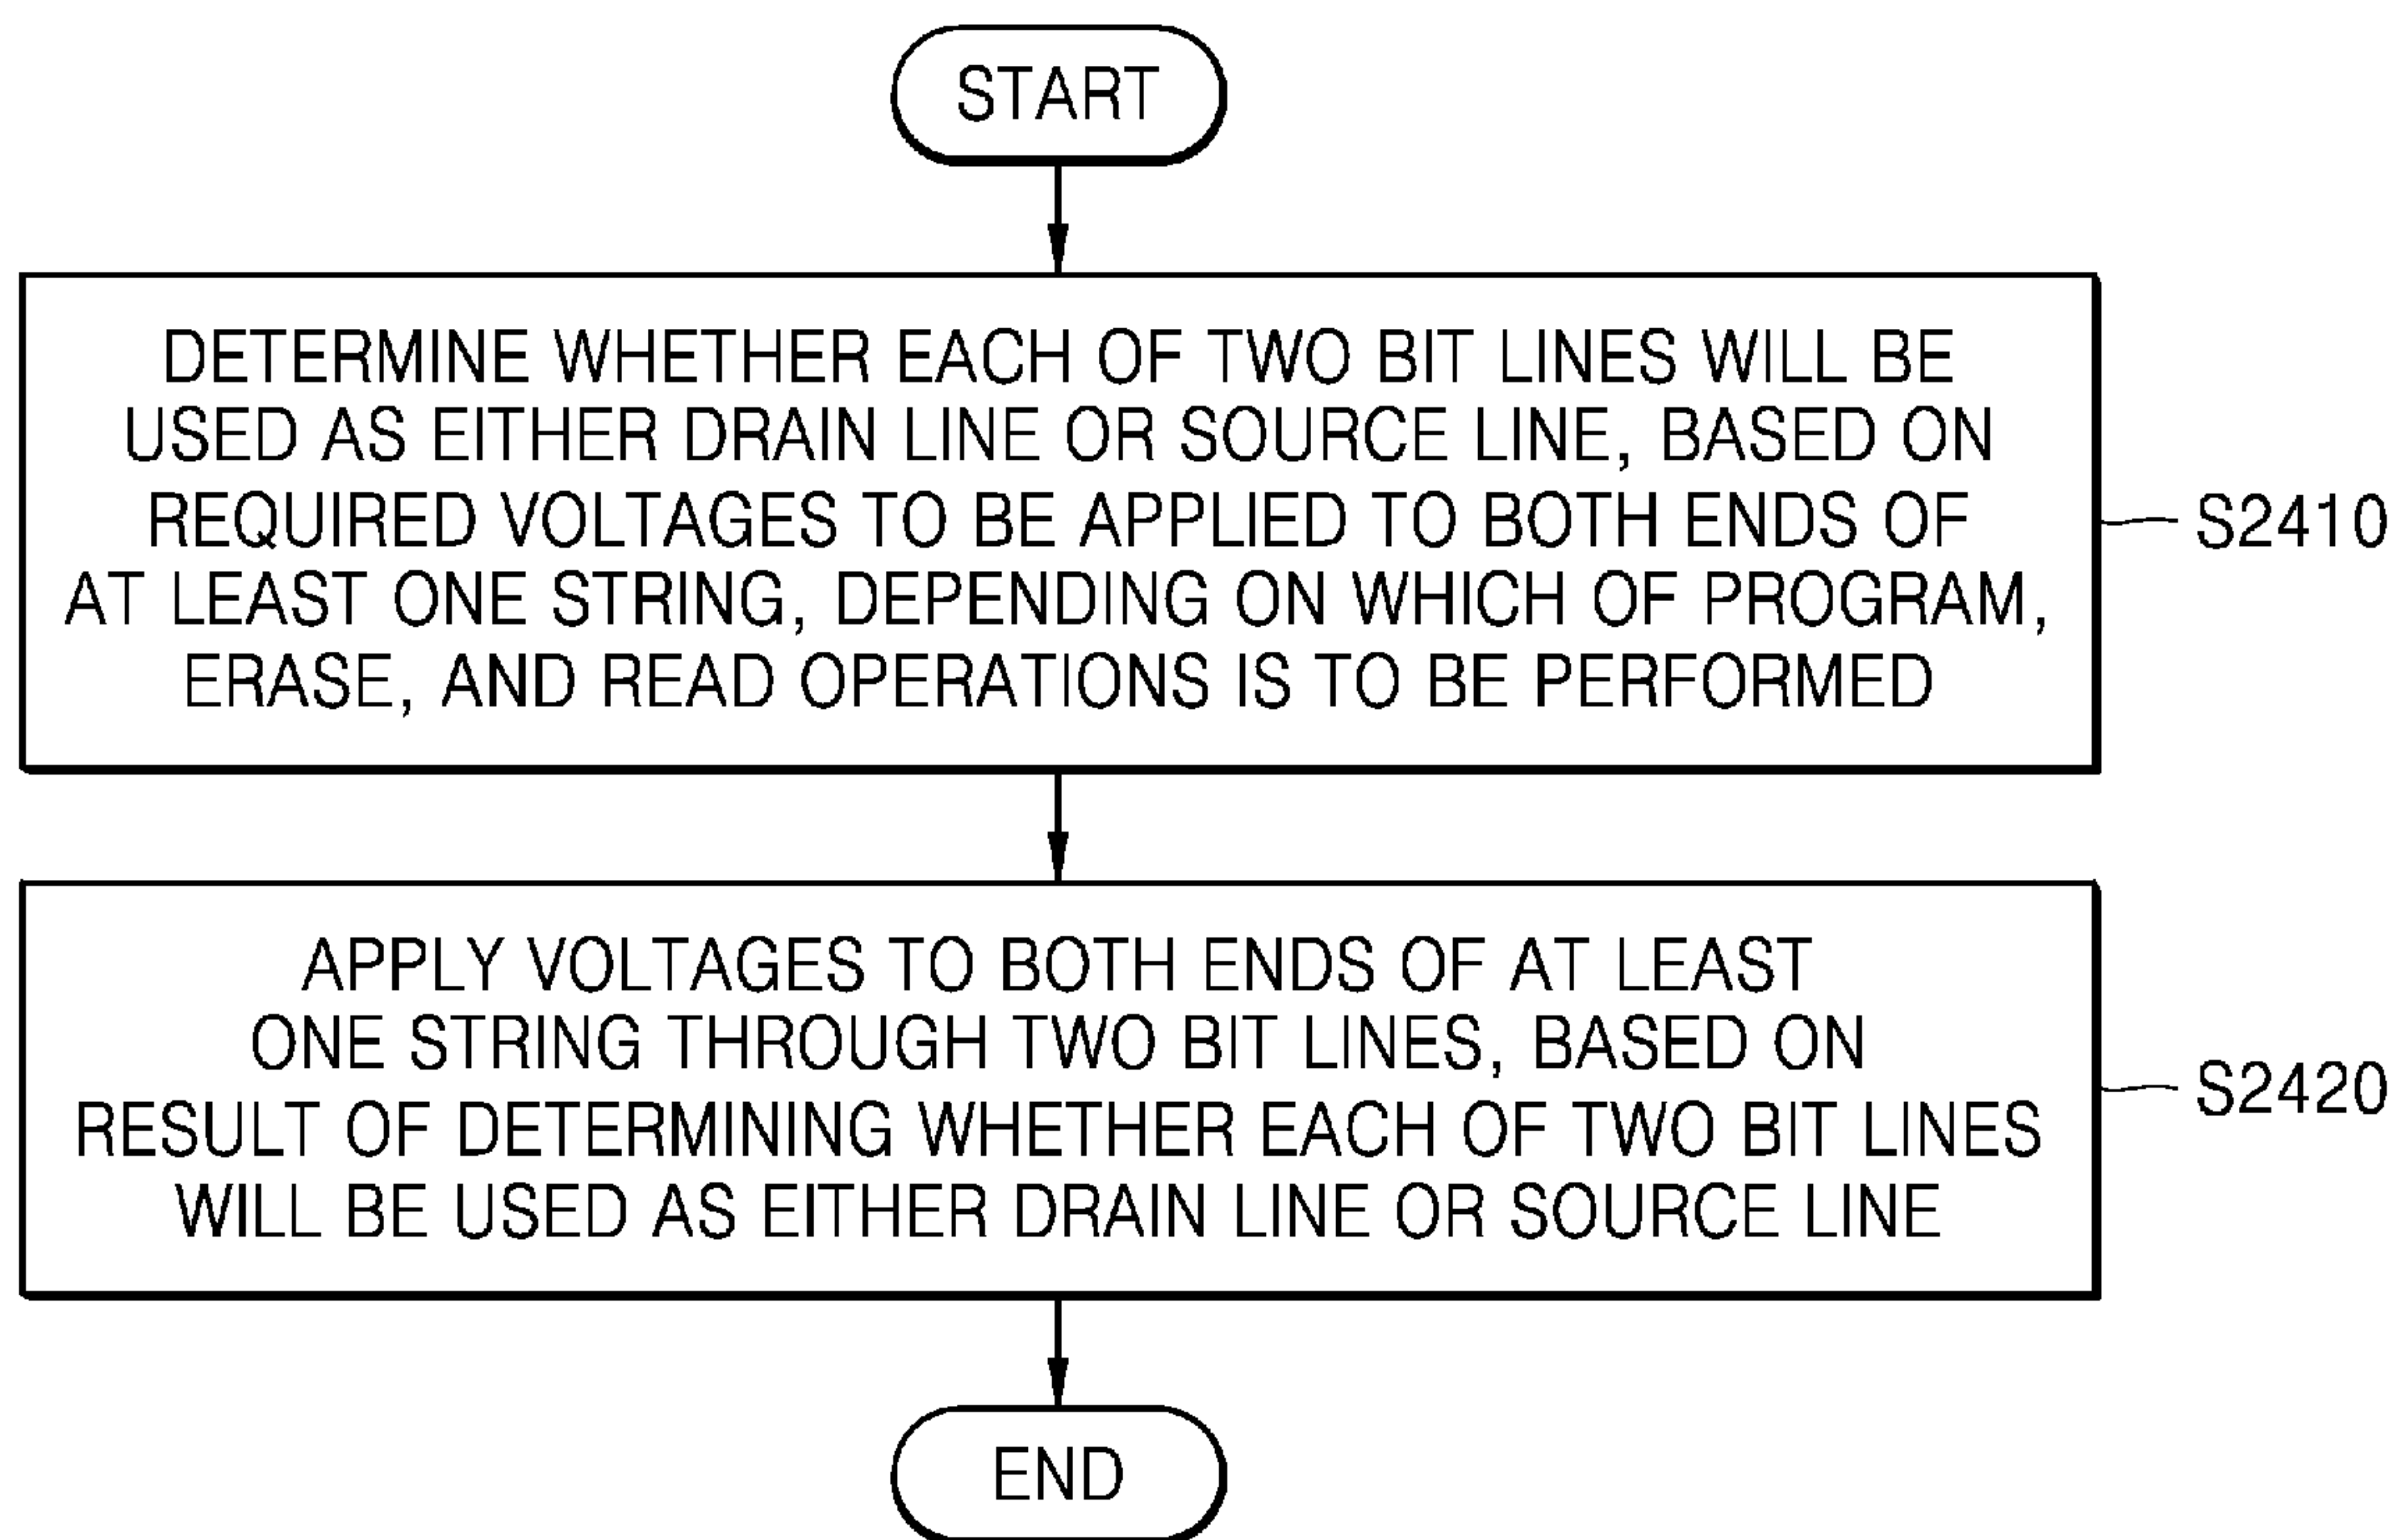 START
DETERMINE WHETHER EACH OF TWO BIT LINES WILL BE
USED AS EITHER DRAIN LINE OR SOURCE LINE, BASED ON
REQUIRED VOLTAGES TO BE APPLIED TO BOTH ENDS OF
AT LEAST ONE STRING, DEPENDING ON WHICH OF PROGRAM,
ERASE, AND READ OPERATIONS IS TO BE PERFORMED
S2410
APPLY VOLTAGES TO BOTH ENDS OF AT LEAST
ONE STRING THROUGH TWO BIT LINES, BASED ON
RESULT OF DETERMINING WHETHER EACH OF TWO BIT LINES
WILL BE USED AS EITHER DRAIN LINE OR SOURCE LINE
S2420
END